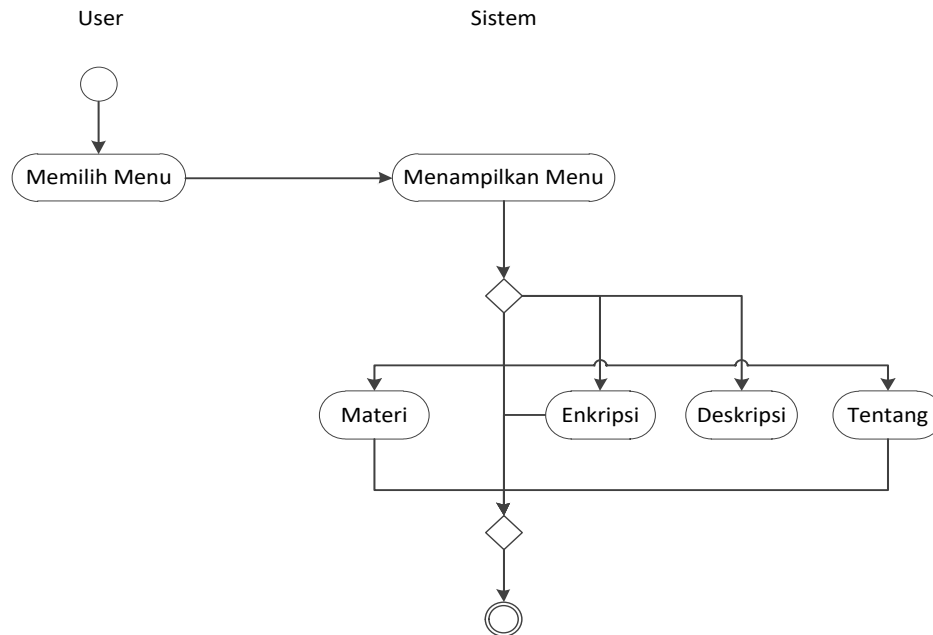 User
Sistem
Memilih Menu
Menampilkan Menu
Materi
Enkripsi
Deskripsi
Tentang